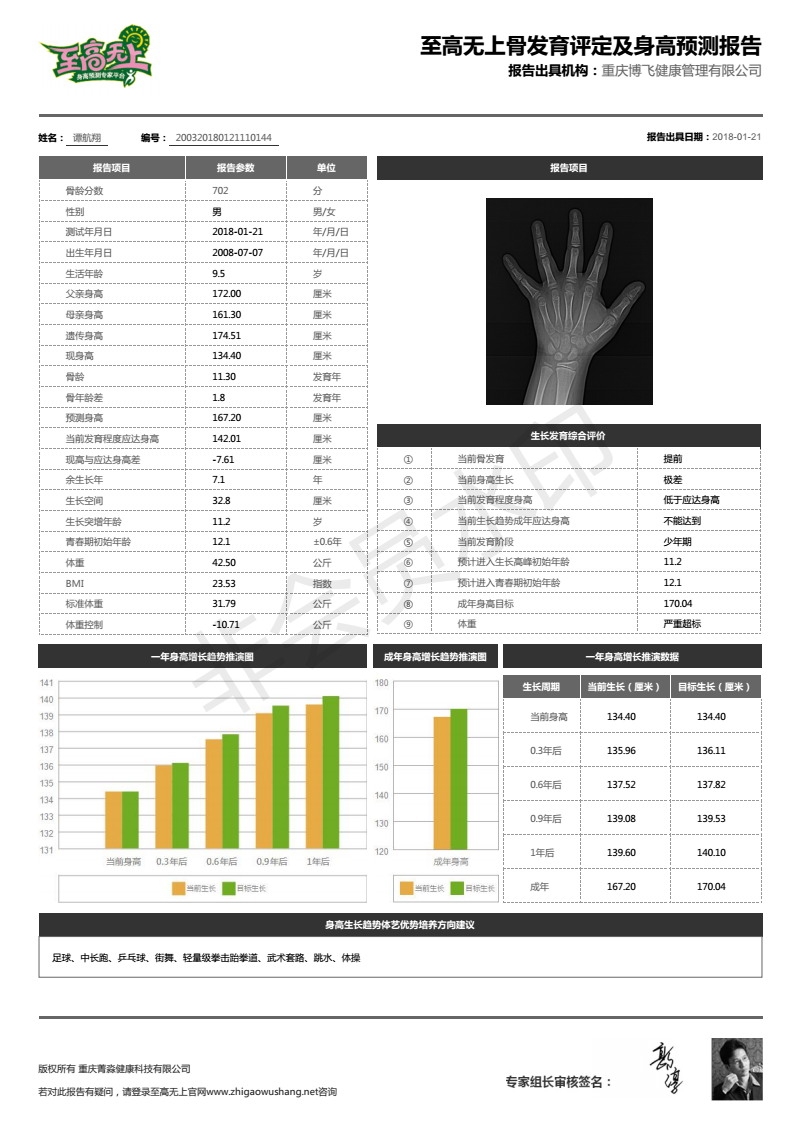 至高无上
身高预测专家平台
至高无上骨发育评定及身高预测报告
报告出具机构：重庆博飞健康管理有限公司
姓名： 谭航翔 编号： 200320180121110144 报告出具日期：2018-01-21
报告项目 报告参数 单位
骨龄分数 702 分
性别 男 男/女
测试年月日 2018-01-21 年/月/日
出生年月日 2008-07-07 年/月/日
生活年龄 9.5 岁
父亲身高 172.00 厘米
母亲身高 161.30 厘米
遗传身高 174.51 厘米
现身高 134.40 厘米
骨龄 11.30 发育年
骨年龄差 1.8 发育年
预测身高 167.20 厘米
当前发育程度应达身高 142.01 厘米
现高与应达身高差 -7.61 厘米
余生长年 7.1 年
生长空间 32.8 厘米
生长突增年龄 11.2 岁
青春期初始年龄 12.1 ±0.6年
体重 42.50 公斤
BMI 23.53 指数
标准体重 31.79 公斤
体重控制 -10.71 公斤
报告项目
生长发育综合评价
① 当前骨发育 提前
② 当前身高生长 极差
③ 当前发育程度身高 低于应达身高
④ 当前生长趋势成年应达身高 不能达到
⑤ 当前发育阶段 少年期
⑥ 预计进入生长高峰初始年龄 11.2
⑦ 预计进入青春期初始年龄 12.1
⑧ 成年身高目标 170.04
⑨ 体重 严重超标
非会员水印
一年身高增长趋势推演图
141
140
139
138
137
136
135
134
133
132
131
当前身高 0.3年后 0.6年后 0.9年后 1年后
当前生长 目标生长
成年身高增长趋势推演图
180
170
160
150
140
130
120
成年身高
当前生长 目标生长
一年身高增长推演数据
生长周期 当前生长（厘米） 目标生长（厘米）
当前身高 134.40 134.40
0.3年后 135.96 136.11
0.6年后 137.52 137.82
0.9年后 139.08 139.53
1年后 139.60 140.10
成年 167.20 170.04
身高生长趋势体艺优势培养方向建议
足球、中长跑、乒乓球、街舞、轻量级拳击跆拳道、武术套路、跳水、体操
版权所有 重庆菁淼健康科技有限公司
若对此报告有疑问，请登录至高无上官网www.zhigaowushang.net咨询
专家组长审核签名：